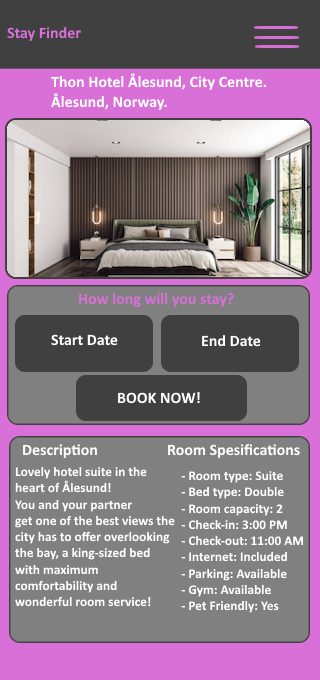 Stay Finder
Thon Hotel Ålesund, City Centre.
Ålesund, Norway.
How long will you stay?
Start Date
End Date
BOOK NOW!
Description
Lovely hotel suite in the
heart of Ålesund!
You and your partner
get one of the best views the
city has to offer overlooking
the bay, a king-sized bed
with maximum
comfortability and
wonderful room service!
Room Spesifications
- Room type: Suite
- Bed type: Double
- Room capacity: 2
- Check-in: 3:00 PM
- Check-out: 11:00 AM
- Internet: Included
- Parking: Available
- Gym: Available
- Pet Friendly: Yes